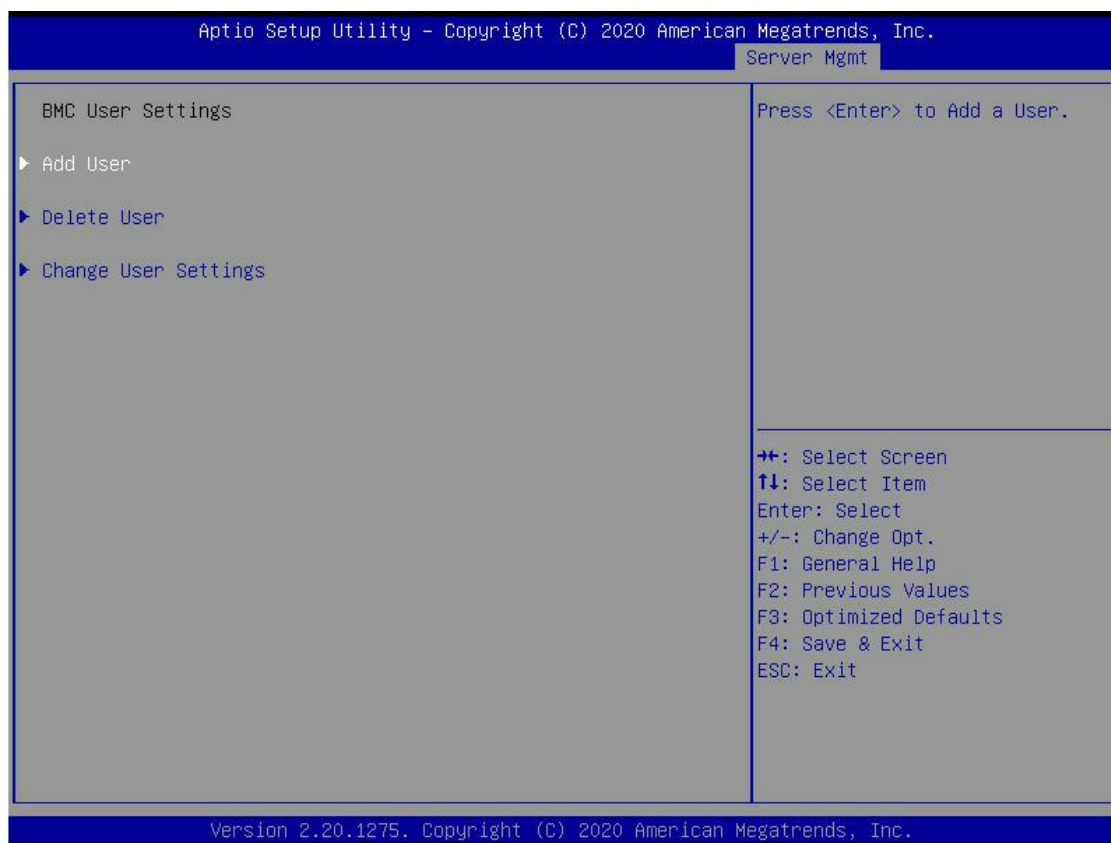 Aptio Setup Utility – Copyright (C) 2020 American Megatrends, Inc.
Server Mgmt
BMC User Settings
▶ Add User
▶ Delete User
▶ Change User Settings
Press <Enter> to Add a User.
→←: Select Screen
↑↓: Select Item
Enter: Select
+/-: Change Opt.
F1: General Help
F2: Previous Values
F3: Optimized Defaults
F4: Save & Exit
ESC: Exit
Version 2.20.1275. Copyright (C) 2020 American Megatrends, Inc.